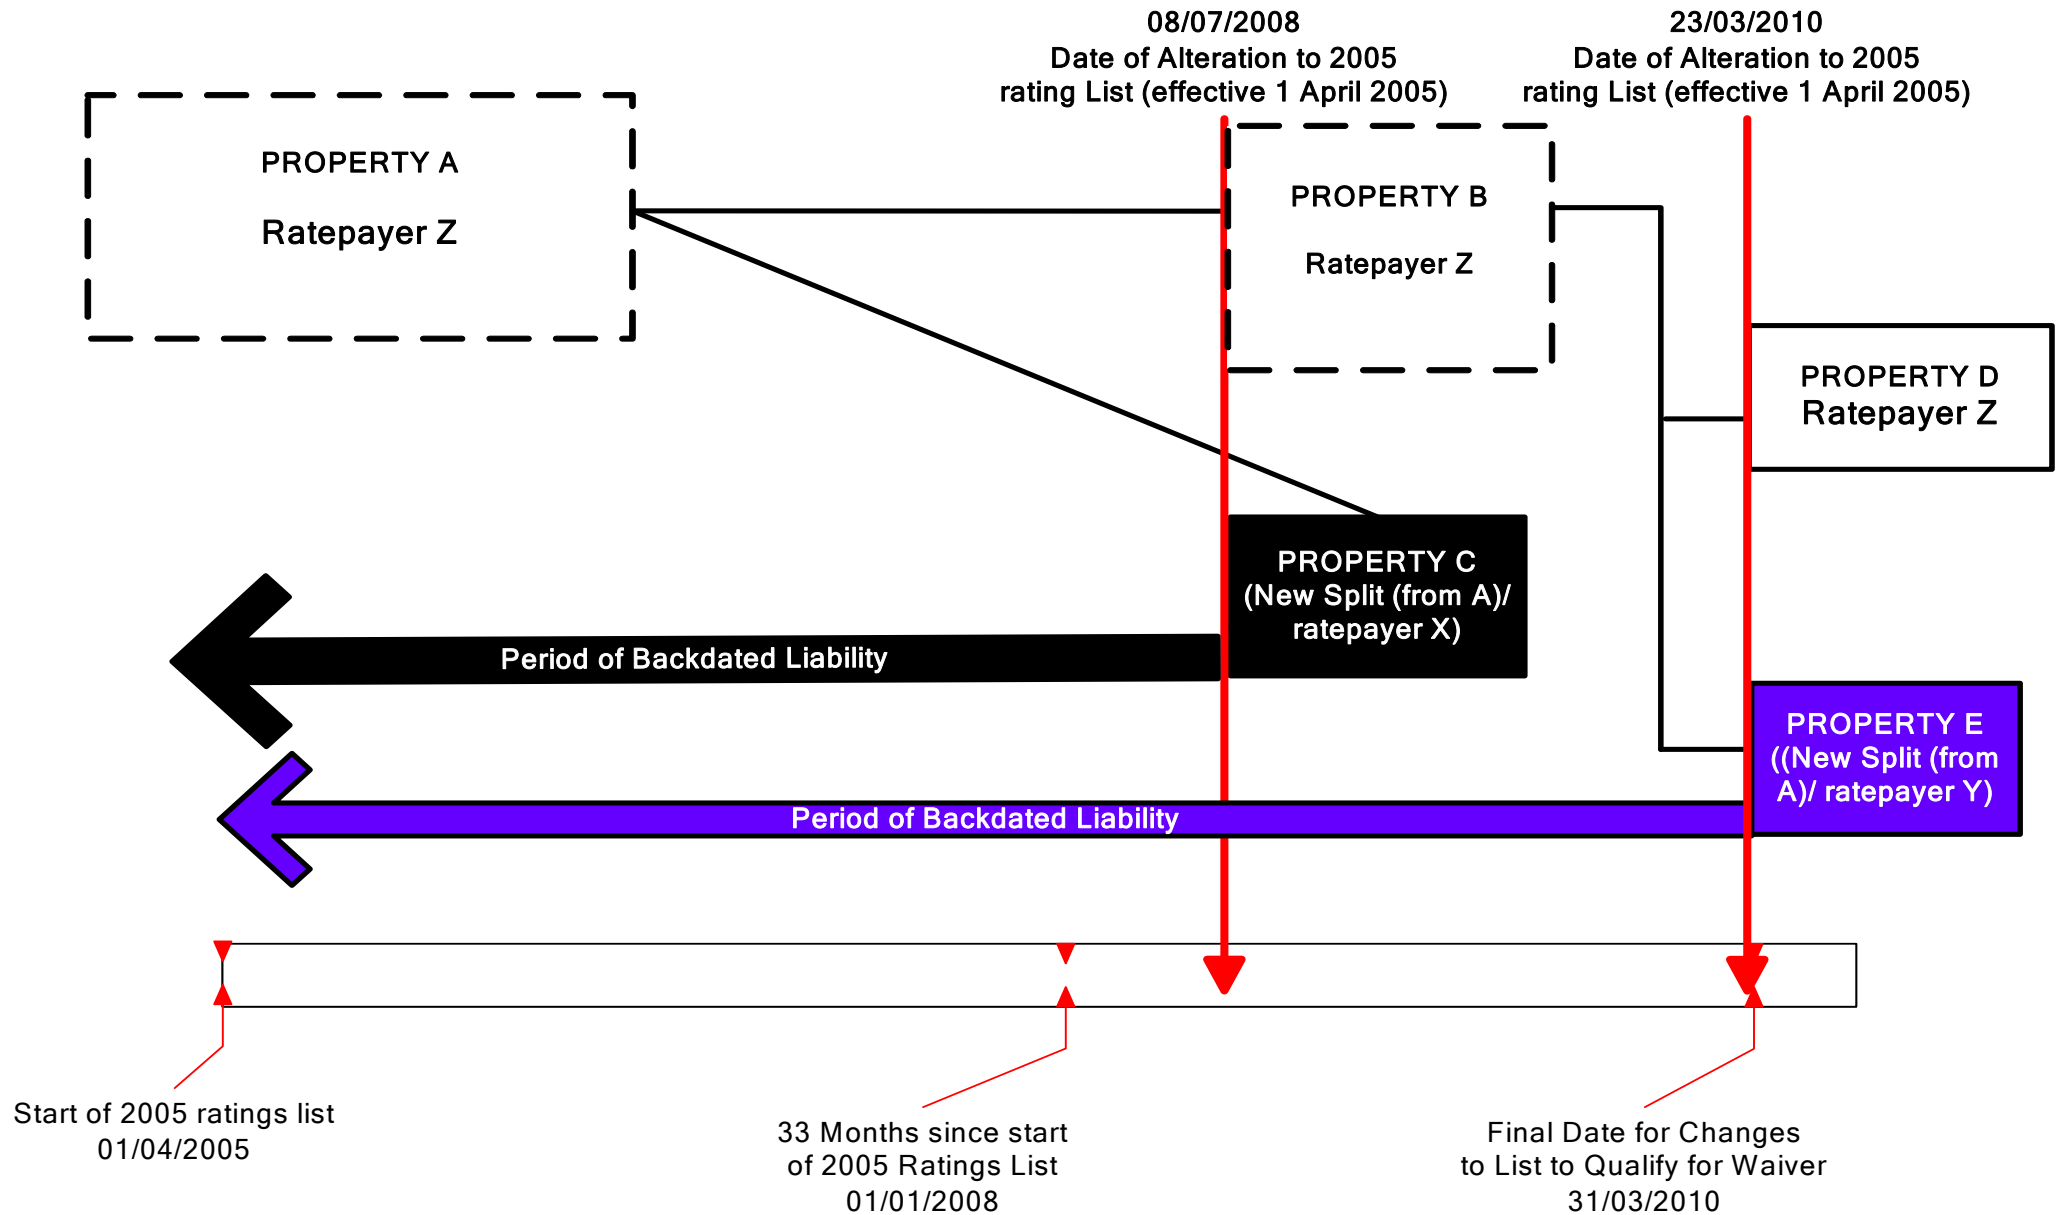 08/07/2008
Date of Alteration to 2005
rating List (effective 1 April 2005)
23/03/2010
Date of Alteration to 2005
rating List (effective 1 April 2005)
PROPERTY A
Ratepayer Z
PROPERTY B
Ratepayer Z
PROPERTY D
Ratepayer Z
PROPERTY C
(New Split (from A)/
ratepayer X)
Period of Backdated Liability
PROPERTY E
((New Split (from
A)/ ratepayer Y)
Period of Backdated Liability
Start of 2005 ratings list
01/04/2005
33 Months since start
of 2005 Ratings List
01/01/2008
Final Date for Changes
to List to Qualify for Waiver
31/03/2010